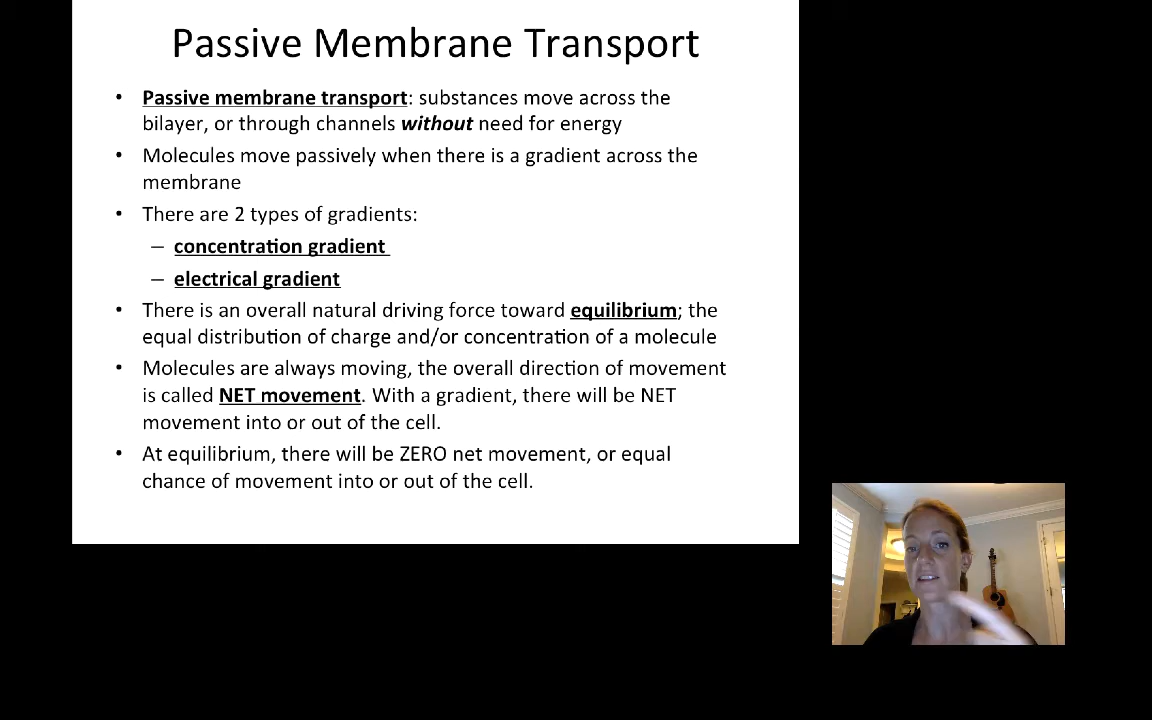 Passive Membrane Transport
• Passive membrane transport: substances move across the
bilayer, or through channels without need for energy
• Molecules move passively when there is a gradient across the
membrane
• There are 2 types of gradients:
– concentration gradient
– electrical gradient
• There is an overall natural driving force toward equilibrium; the
equal distribution of charge and/or concentration of a molecule
• Molecules are always moving, the overall direction of movement
is called NET movement. With a gradient, there will be NET
movement into or out of the cell.
• At equilibrium, there will be ZERO net movement, or equal
chance of movement into or out of the cell.